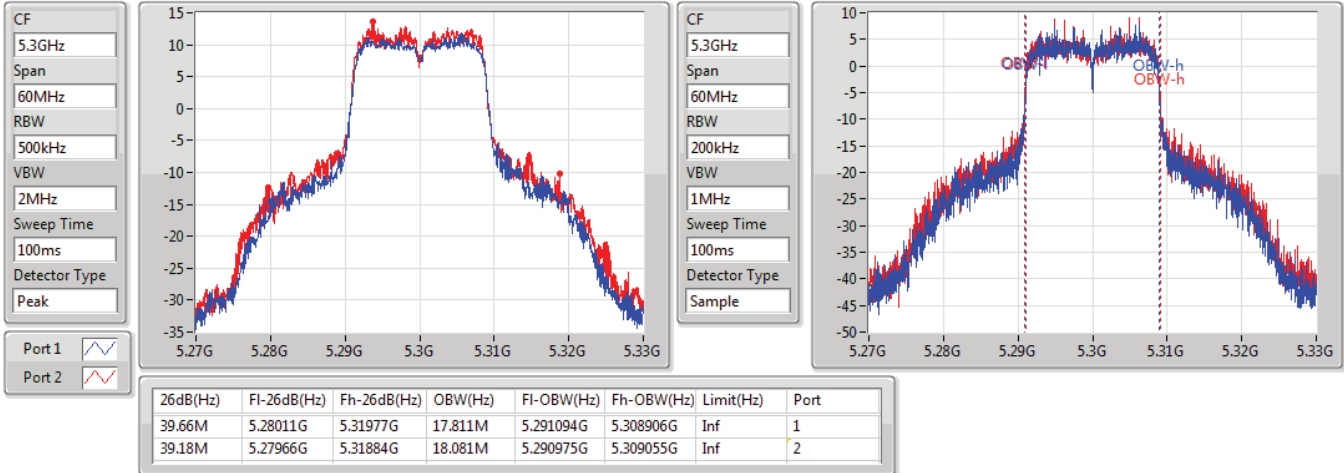 CF
5.3GHz
Span
60MHz
RBW
500kHz
VBW
2MHz
Sweep Time
100ms
Detector Type
Peak
Port 1
Port 2
15
10
5
0
-5
-10
-15
-20
-25
-30
-35
5.27G 5.28G 5.29G 5.3G 5.31G 5.32G 5.33G
CF
5.3GHz
Span
60MHz
RBW
200kHz
VBW
1MHz
Sweep Time
100ms
Detector Type
Sample
10
5
0
-5
-10
-15
-20
-25
-30
-35
-40
-45
-50
OBW-h
OBW-h
5.27G 5.28G 5.29G 5.3G 5.31G 5.32G 5.33G
26dB(Hz) Fl-26dB(Hz) Fh-26dB(Hz) OBW(Hz) Fl-OBW(Hz) Fh-OBW(Hz) Limit(Hz) Port
39.66M 5.28011G 5.31977G 17.811M 5.291094G 5.308906G Inf 1
39.18M 5.27966G 5.31884G 18.081M 5.290975G 5.309055G Inf 2